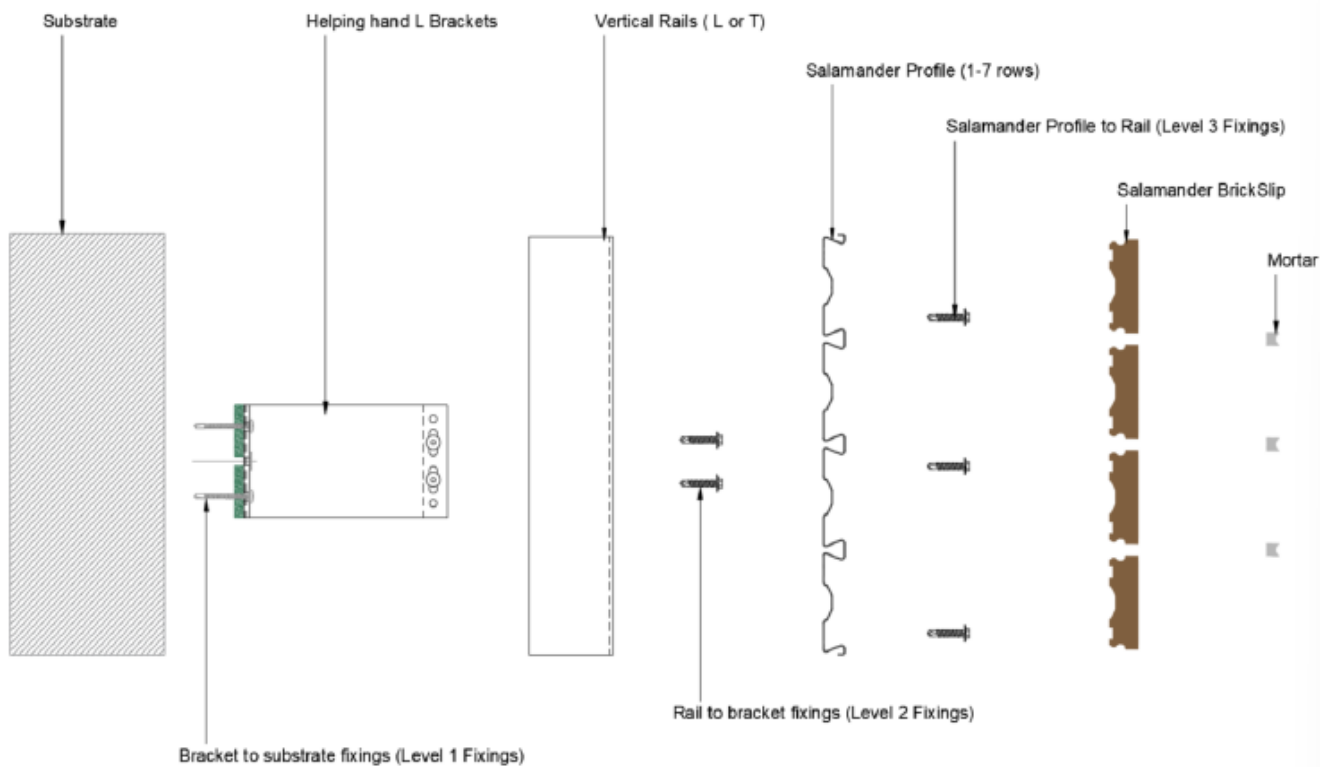 Substrate
Helping hand L Brackets
Vertical Rails ( L or T)
Salamander Profile (1-7 rows)
Salamander Profile to Rail (Level 3 Fixings)
Salamander BrickSlip
Mortar
Rail to bracket fixings (Level 2 Fixings)
Bracket to substrate fixings (Level 1 Fixings)